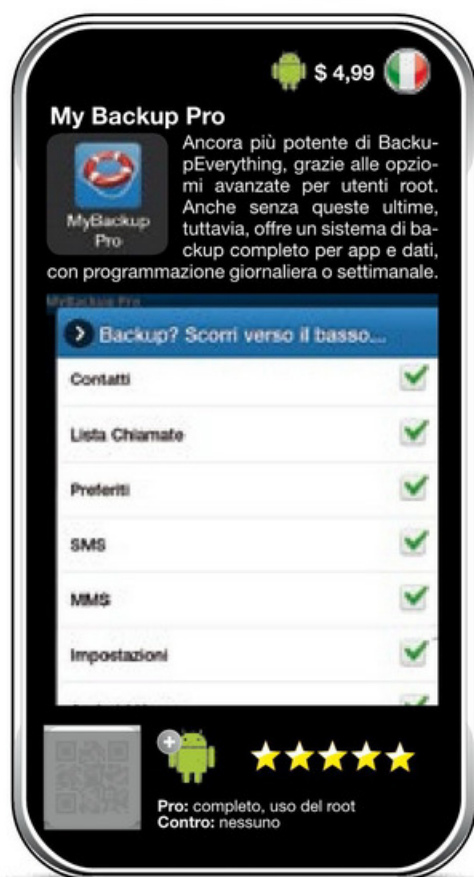 $ 4,99
My Backup Pro
Ancora più potente di Backu-
pEverything, grazie alle opzio-
mi avanzate per utenti root.
Anche senza queste ultime,
tuttavia, offre un sistema di ba-
ckup completo per app e dati,
con programmazione giornaliera o settimanale.
MyBackup
Pro
MyBackup Pro
Backup? Scorri verso il basso...
Contatti
Lista Chiamate
Preferiti
SMS
MMS
Impostazioni
Pro: completo, uso del root
Contro: nessuno